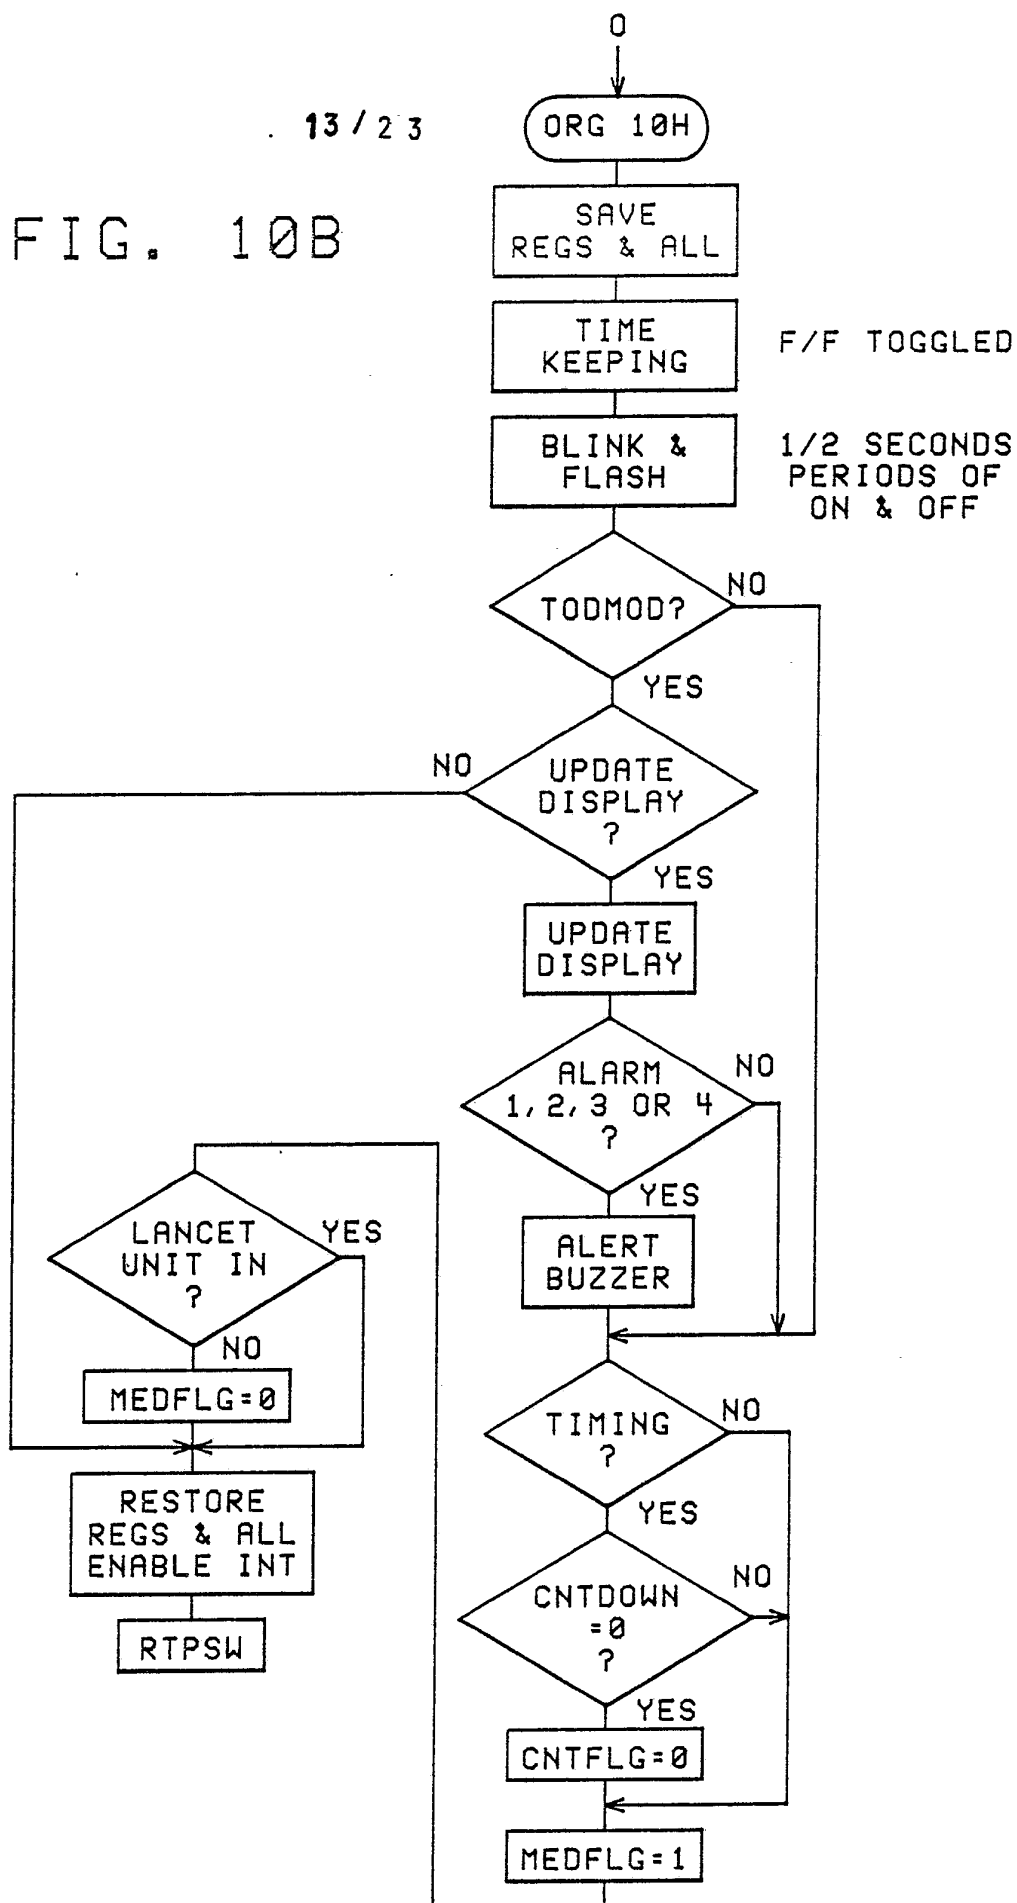 O
13/23
ORG 10H
FIG. 10B
SAVE
REGS & ALL
TIME
KEEPING
F/F TOGGLED
BLINK &
FLASH
1/2 SECONDS
PERIODS OF
ON & OFF
TODMOD?
NO
YES
NO
UPDATE
DISPLAY
?
YES
UPDATE
DISPLAY
ALARM
1,2,3 OR 4
?
NO
YES
ALERT
BUZZER
LANCET
UNIT IN
?
YES
NO
MEDFLG=0
RESTORE
REGS & ALL
ENABLE INT
RTPSW
TIMING
?
NO
YES
CNTDOWN
=0
?
NO
YES
CNTFLG=0
MEDFLG=1